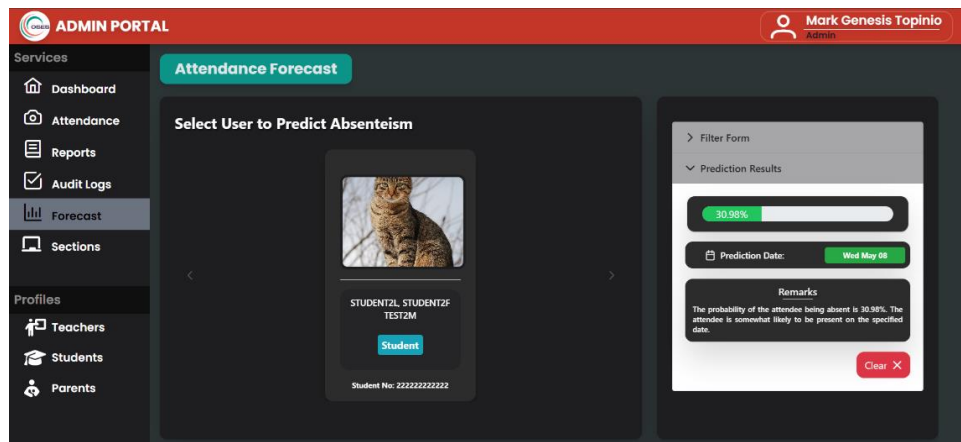 OSES
ADMIN PORTAL
Mark Genesis Topinio
Admin
Services
Dashboard
Attendance
Reports
Audit Logs
Forecast
Sections
Profiles
Teachers
Students
Parents
Attendance Forecast
Select User to Predict Absenteism
STUDENT2L, STUDENT2F
TEST2M
Student
Student No: 222222222222
Filter Form
Prediction Results
30.98%
Prediction Date:
Wed May 08
Remarks
The probability of the attendee being absent is 30.98%. The
attendee is somewhat likely to be present on the specified
date.
Clear